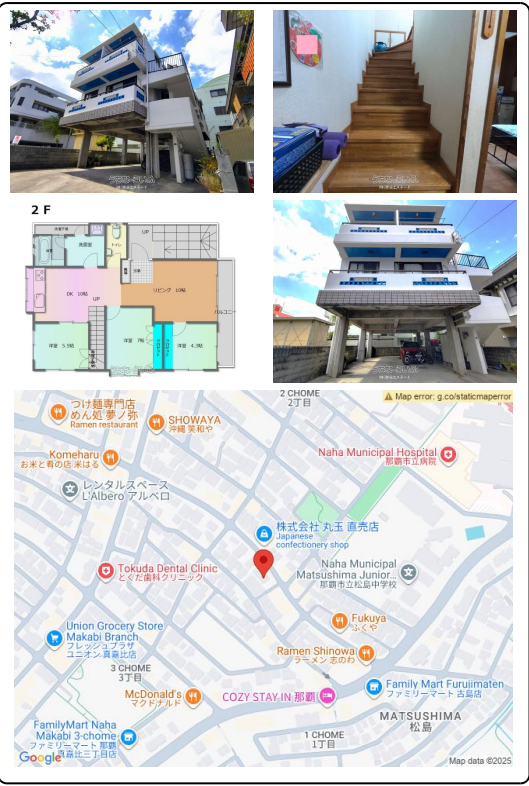 2F
UP
洗面室
トイレ
DK 10帖
UP
リビング 10帖
バルコニー
洋室 5.5帖
洋室 7帖
洋室 4.3帖
2 CHOME
2丁目
Map error: g.co/staticmaperror
つけ麺専門店
めん処 夢ノ弥
Ramen restaurant
SHOWAYA
沖縄 笑和や
Naha Municipal Hospital
那覇市立病院
Komeharu
お米と肴の店 米はる
レンタルスペース
L'Albero アルベロ
株式会社 丸玉 直売店
Japanese
confectionery shop
Tokuda Dental Clinic
とくだ歯科クリニック
Naha Municipal
Matsushima Junior...
那覇市立松島中学校
Fukuya
ふくや
Union Grocery Store
Makabi Branch
フレッシュプラザ
ユニオン 真嘉比店
Ramen Shinowa
ラーメン 志のわ
3 CHOME
3丁目
McDonald's
マクドナルド
COZY STAY IN 那覇
Family Mart Furujimaten
ファミリーマート 古島店
MATSUSHIMA
松島
FamilyMart Naha
Makabi 3-chome
ファミリーマート 那覇
真嘉比三丁目店
1 CHOME
1丁目
Google
Map data ©2025